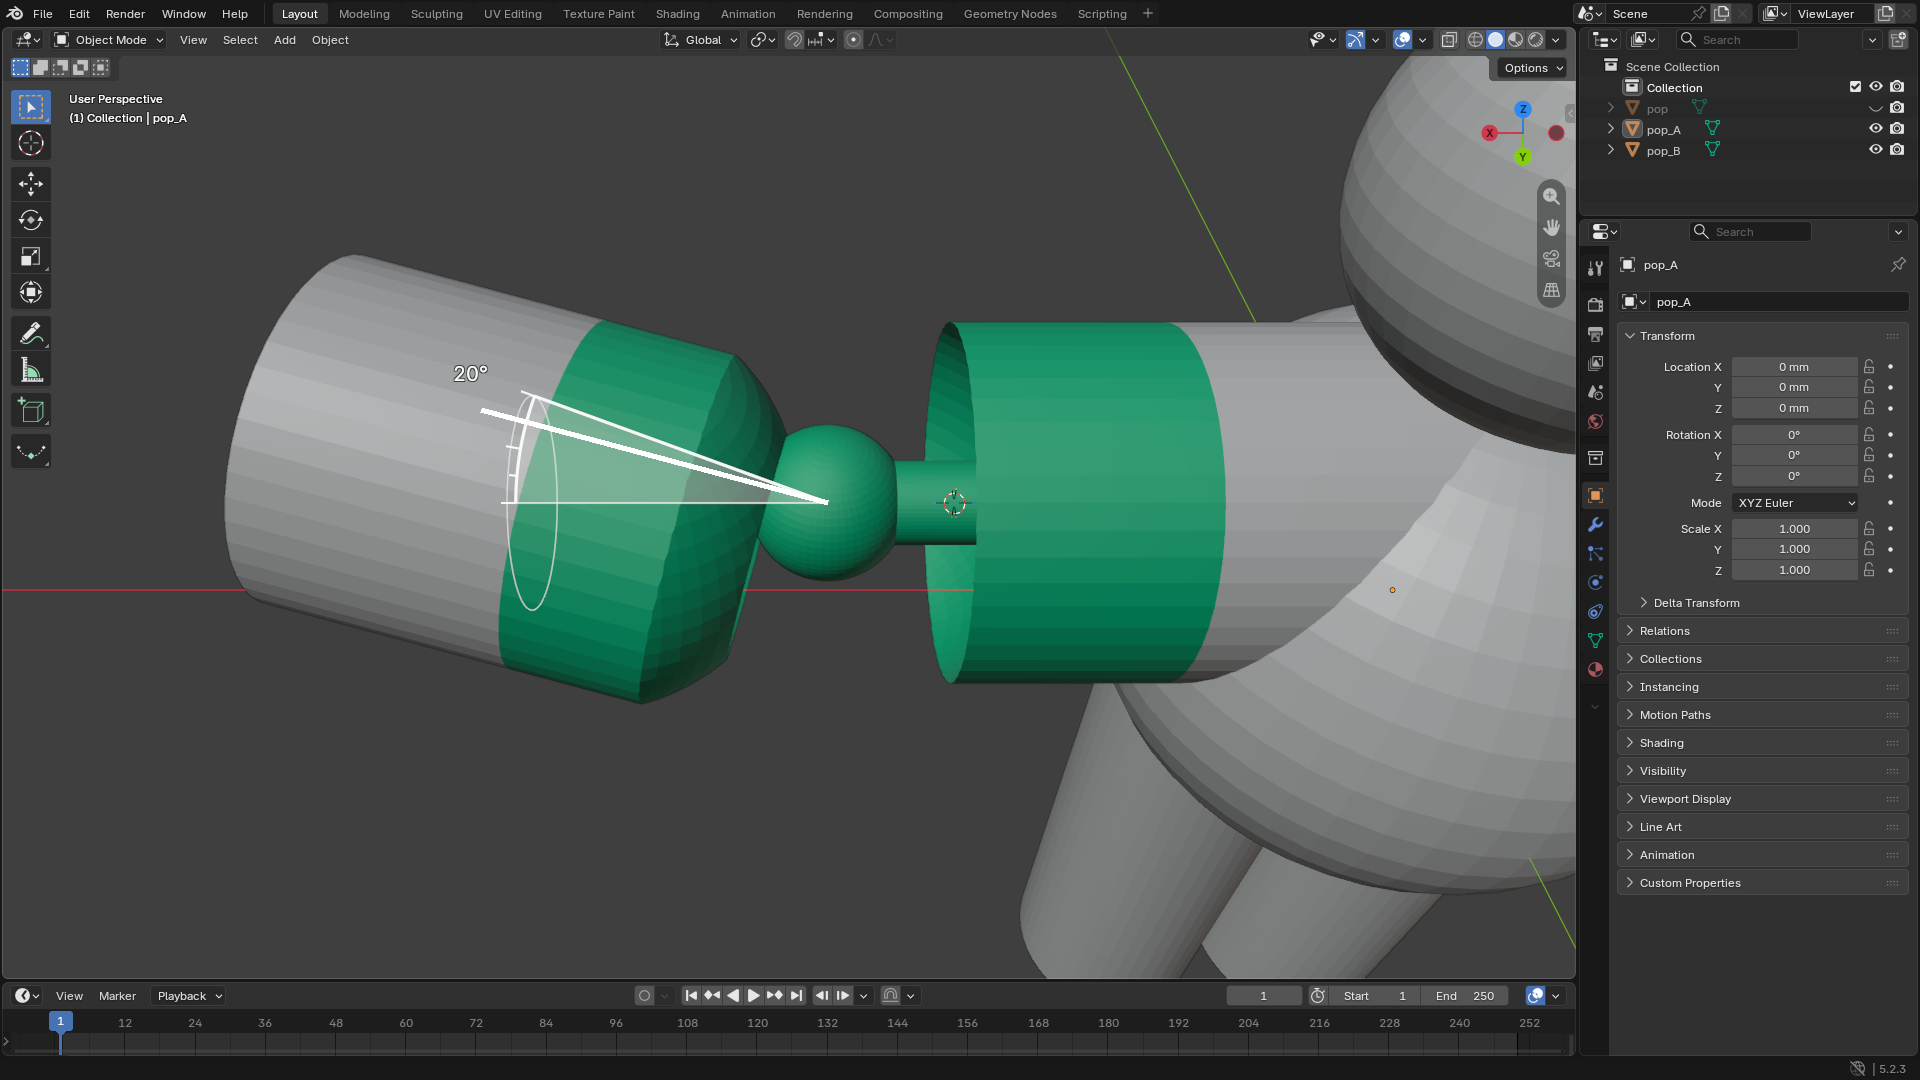 File Edit Render Window Help Layout Modeling Sculpting UV Editing Texture Paint Shading Animation Rendering Compositing Geometry Nodes Scripting + Scene ViewLayer
Object Mode View Select Add Object Global Search
Options
User Perspective
(1) Collection | pop_A
Z
X
Y
20°
Scene Collection
Collection
pop
pop_A
pop_B
Search
pop_A
pop_A
Transform
Location X 0 mm
Y 0 mm
Z 0 mm
Rotation X 0°
Y 0°
Z 0°
Mode XYZ Euler
Scale X 1.000
Y 1.000
Z 1.000
Delta Transform
Relations
Collections
Instancing
Motion Paths
Shading
Visibility
Viewport Display
Line Art
Animation
Custom Properties
View Marker Playback 1 Start 1 End 250
1 12 24 36 48 60 72 84 96 108 120 132 144 156 168 180 192 204 216 228 240 252
5.2.3